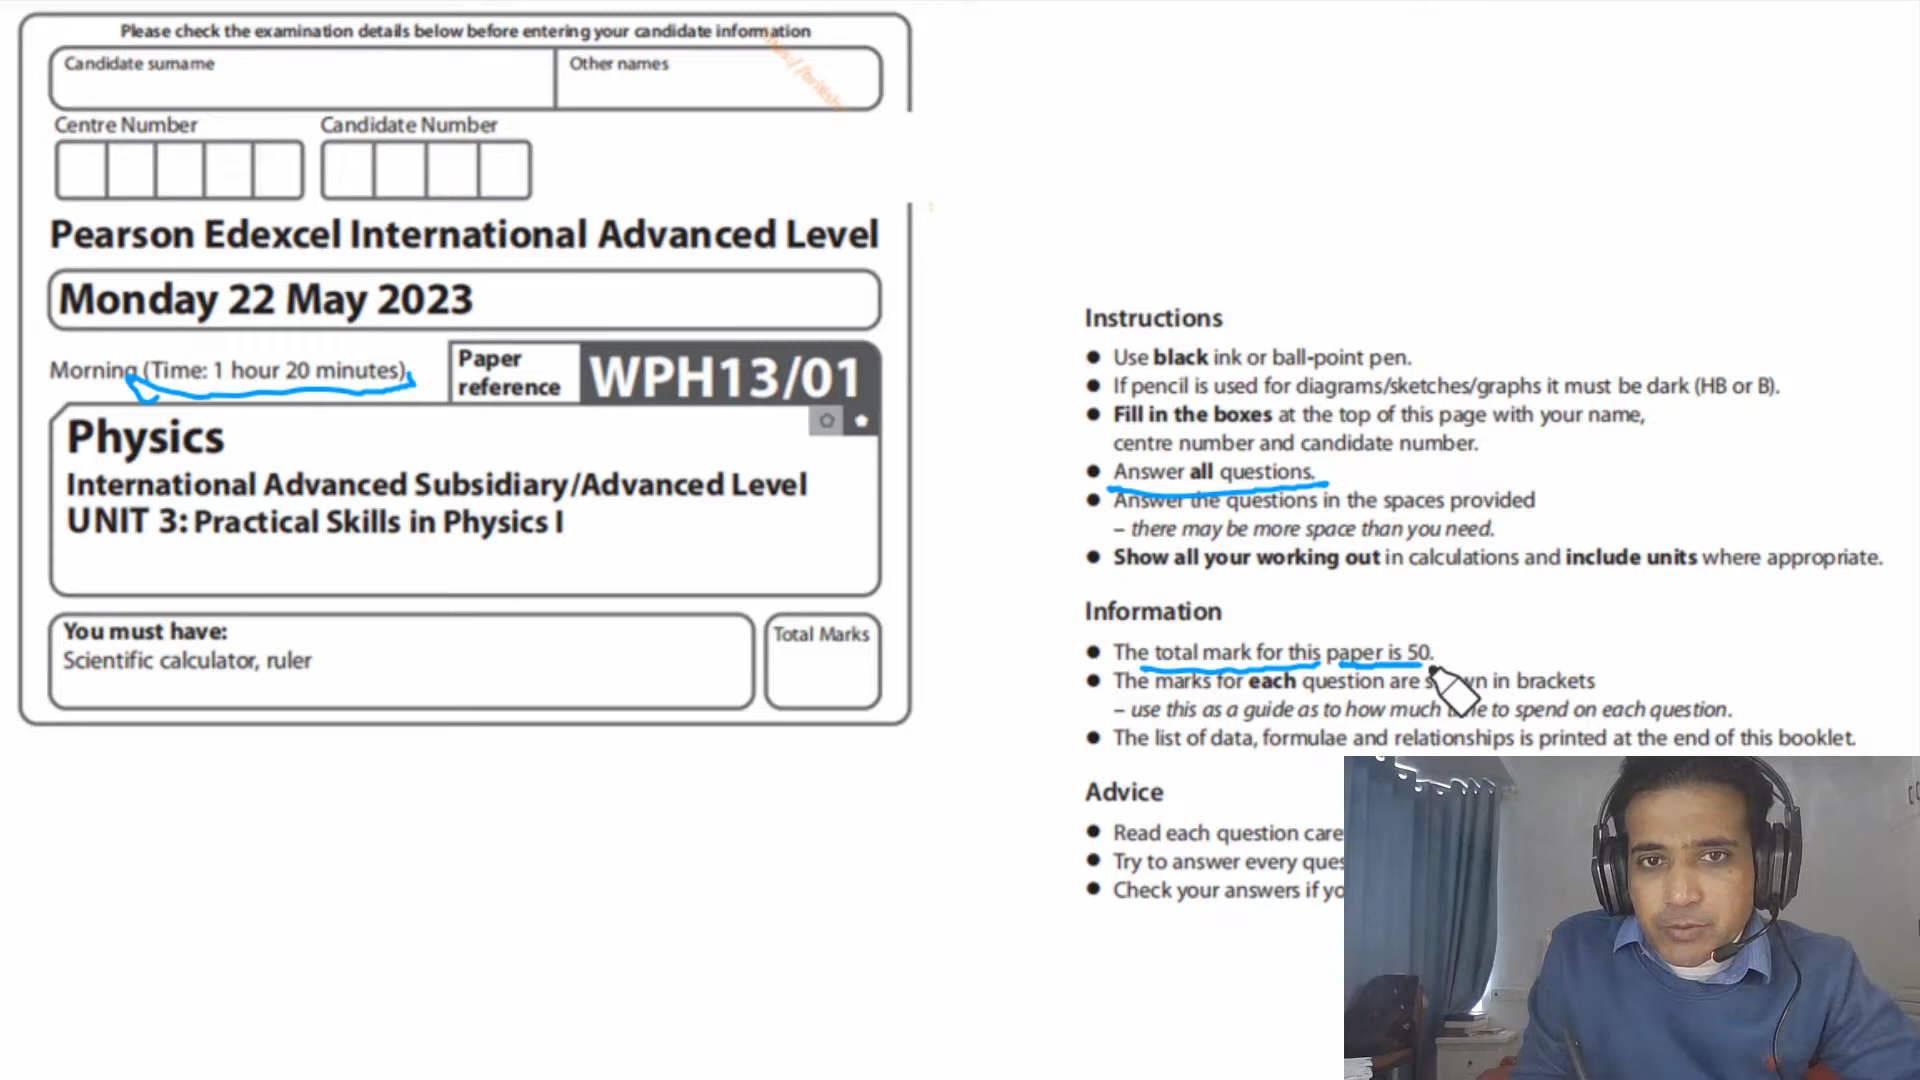 Please check the examination details below before entering your candidate information
Candidate surname
Other names
Centre Number
Candidate Number
Pearson Edexcel International Advanced Level
Monday 22 May 2023
Morning (Time: 1 hour 20 minutes)
Paper reference
WPH13/01
Physics
International Advanced Subsidiary/Advanced Level
UNIT 3: Practical Skills in Physics I
You must have:
Scientific calculator, ruler
Total Marks
Instructions
● Use black ink or ball-point pen.
● If pencil is used for diagrams/sketches/graphs it must be dark (HB or B).
● Fill in the boxes at the top of this page with your name,
centre number and candidate number.
● Answer all questions.
● Answer the questions in the spaces provided
– there may be more space than you need.
● Show all your working out in calculations and include units where appropriate.
Information
● The total mark for this paper is 50.
● The marks for each question are in brackets
– use this as a guide as to how much to spend on each question.
● The list of data, formulae and relationships is printed at the end of this booklet.
Advice
● Read each question care
● Try to answer every ques
● Check your answers if yo